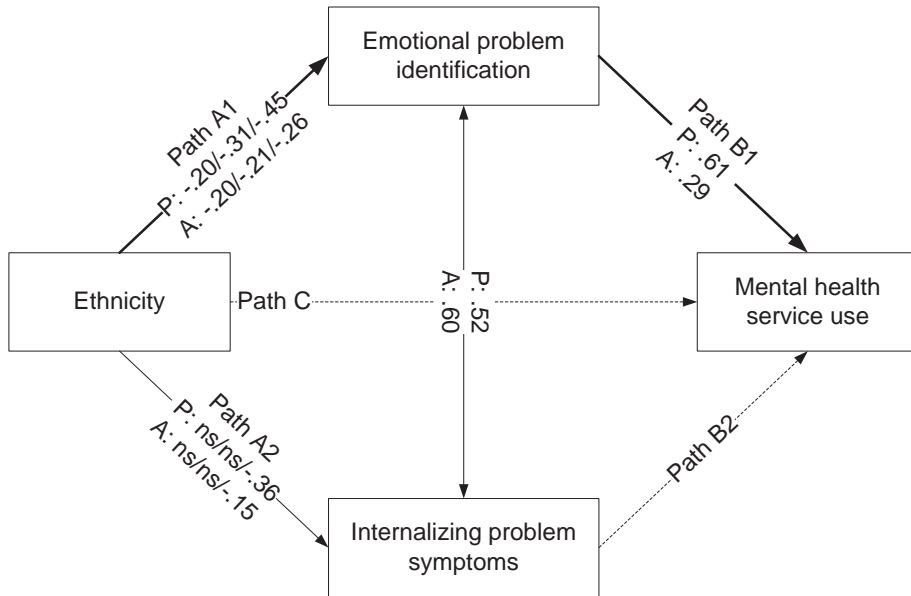 Emotional problem
identification
Path A1
P: -.20/-.31/-.45
A: -.20/-.21/-.26
Path B1
P: .61
A: .29
Ethnicity
Path C
P: .52
A: .60
Mental health
service use
Path A2
P: ns/ns/-.36
A: ns/ns/-.15
Path B2
Internalizing problem
symptoms